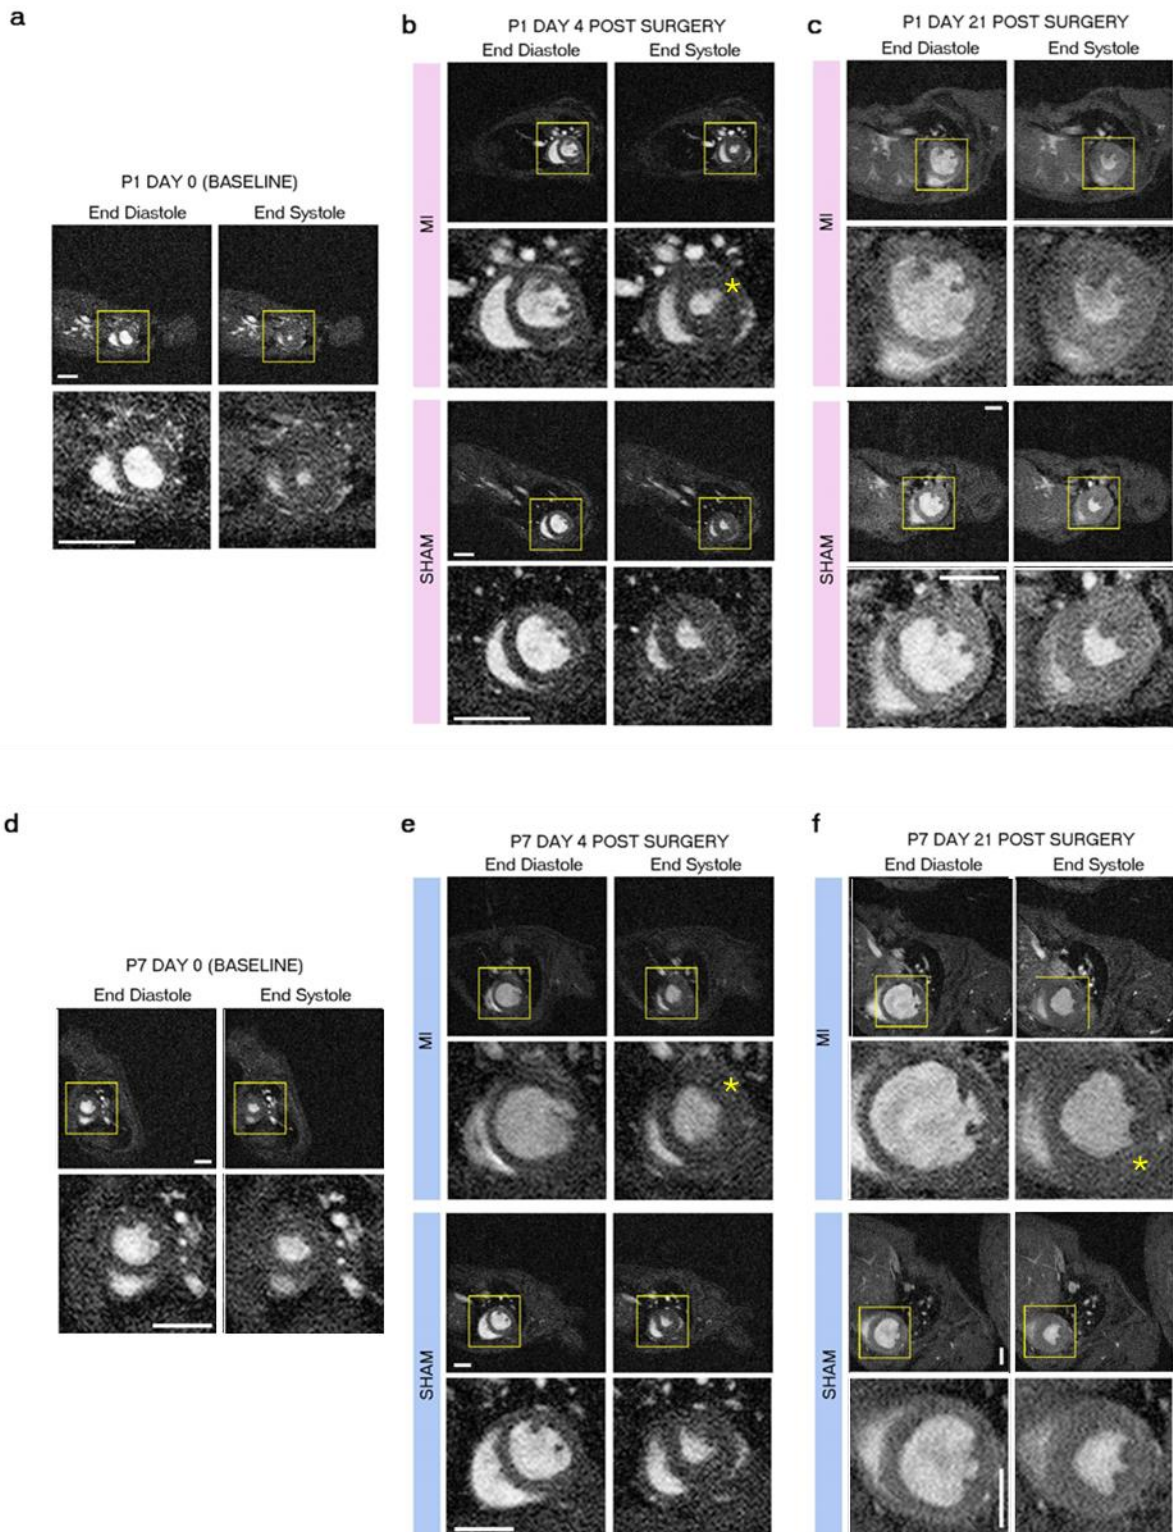 a
P1 DAY 0 (BASELINE)
End Diastole End Systole
b
P1 DAY 4 POST SURGERY
End Diastole End Systole
MI
*
SHAM
c
P1 DAY 21 POST SURGERY
End Diastole End Systole
MI
SHAM
d
P7 DAY 0 (BASELINE)
End Diastole End Systole
e
P7 DAY 4 POST SURGERY
End Diastole End Systole
MI
*
SHAM
f
P7 DAY 21 POST SURGERY
End Diastole End Systole
MI
*
SHAM